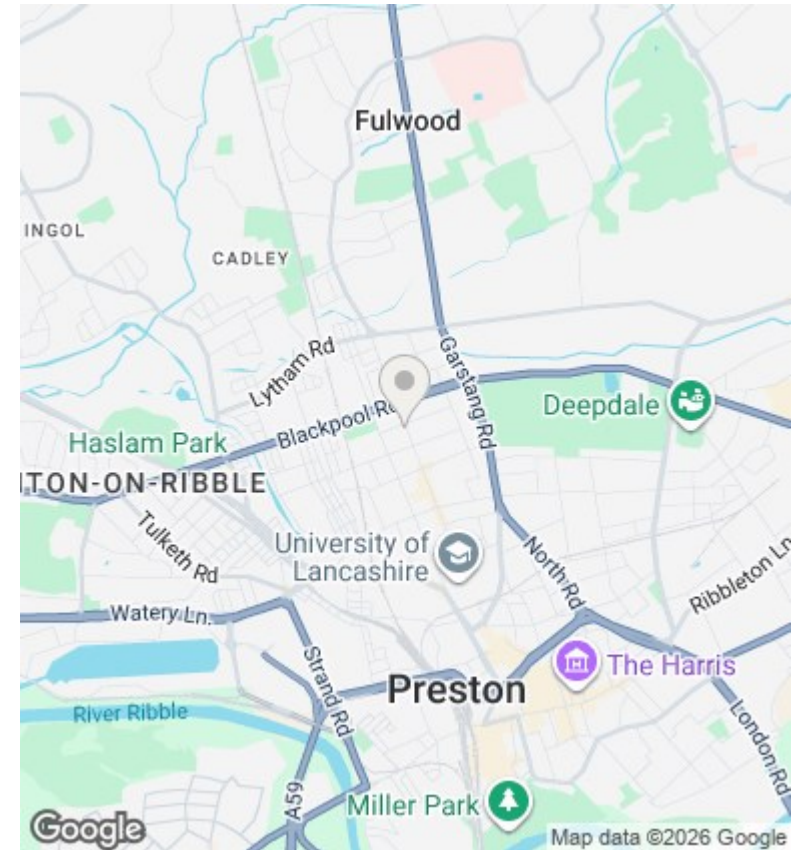 Fulwood
INGOL
CADLEY
Lytham Rd
Garstang Rd
Blackpool Rd
Deepdale
Haslam Park
TON-ON-RIBBLE
Tulketh Rd
University of
Lancashire
North Rd
Ribbleton Ln
Watery Ln.
The Harris
Strand Rd
Preston
River Ribble
London Rd
A59
Miller Park
Google
Map data ©2026 Google